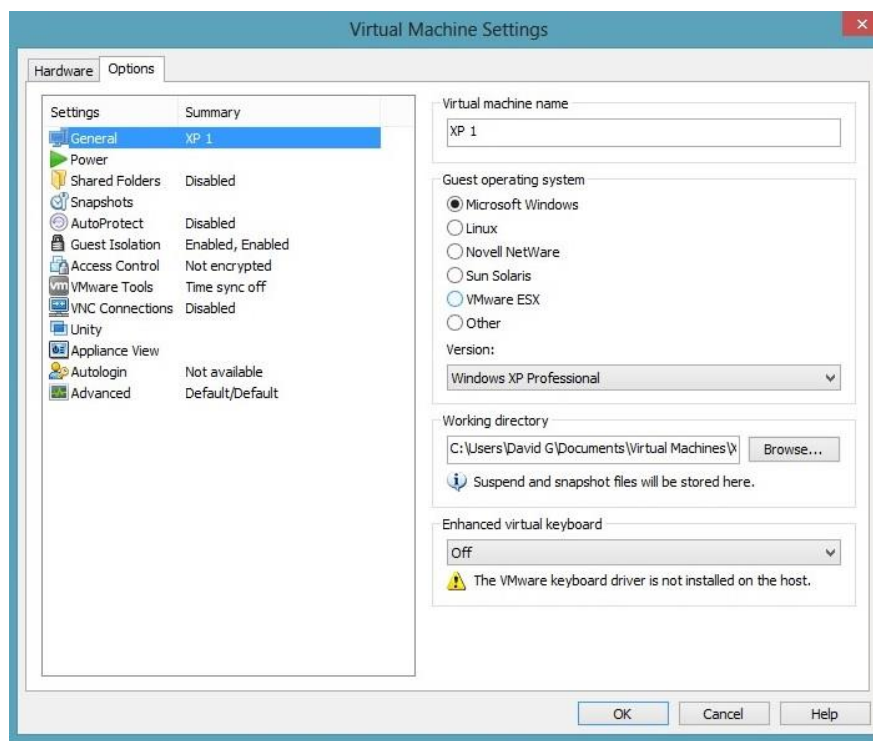 Virtual Machine Settings
Hardware Options
Settings Summary
General XP 1
Power
Shared Folders Disabled
Snapshots
AutoProtect Disabled
Guest Isolation Enabled, Enabled
Access Control Not encrypted
VMware Tools Time sync off
VNC Connections Disabled
Unity
Appliance View
Autologin Not available
Advanced Default/Default
Virtual machine name
XP 1
Guest operating system
Microsoft Windows
Linux
Novell NetWare
Sun Solaris
VMware ESX
Other
Version:
Windows XP Professional
Working directory
C:\Users\David G\Documents\Virtual Machines\X Browse...
Suspend and snapshot files will be stored here.
Enhanced virtual keyboard
Off
The VMware keyboard driver is not installed on the host.
OK Cancel Help